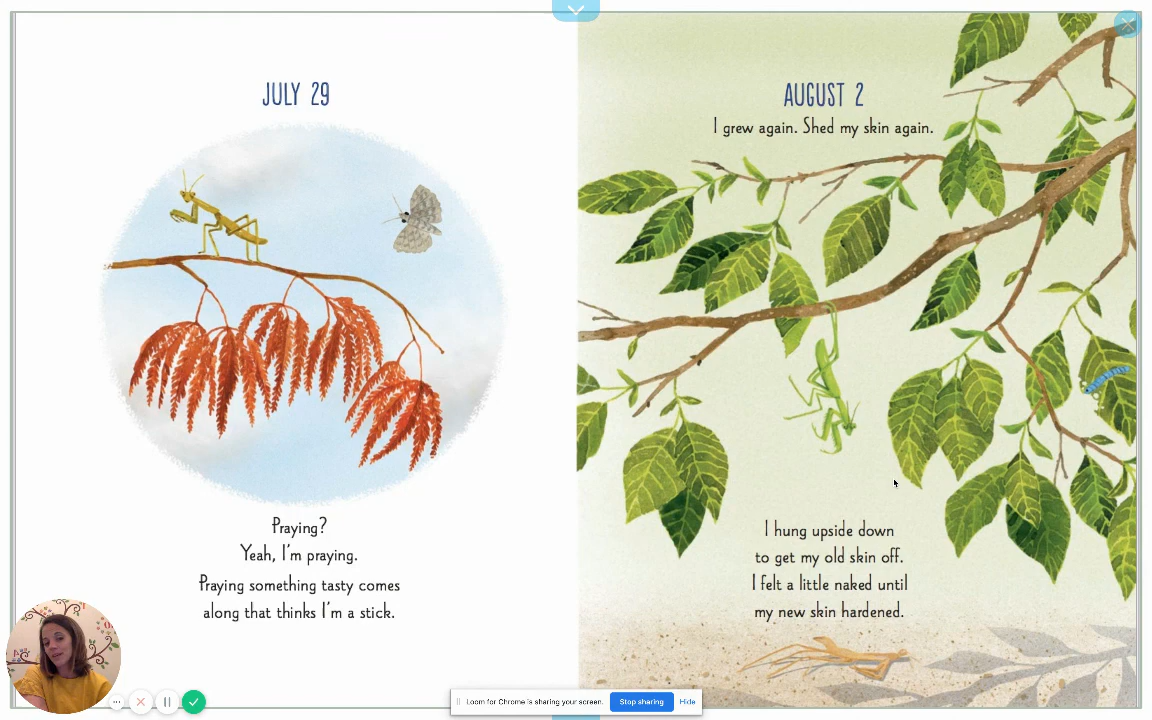 JULY 29
Praying?
Yeah, I'm praying.
Praying something tasty comes
along that thinks I'm a stick.
AUGUST 2
I grew again. Shed my skin again.
I hung upside down
to get my old skin off.
I felt a little naked until
my new skin hardened.
Loom for Chrome is sharing your screen.
Stop sharing
Hide